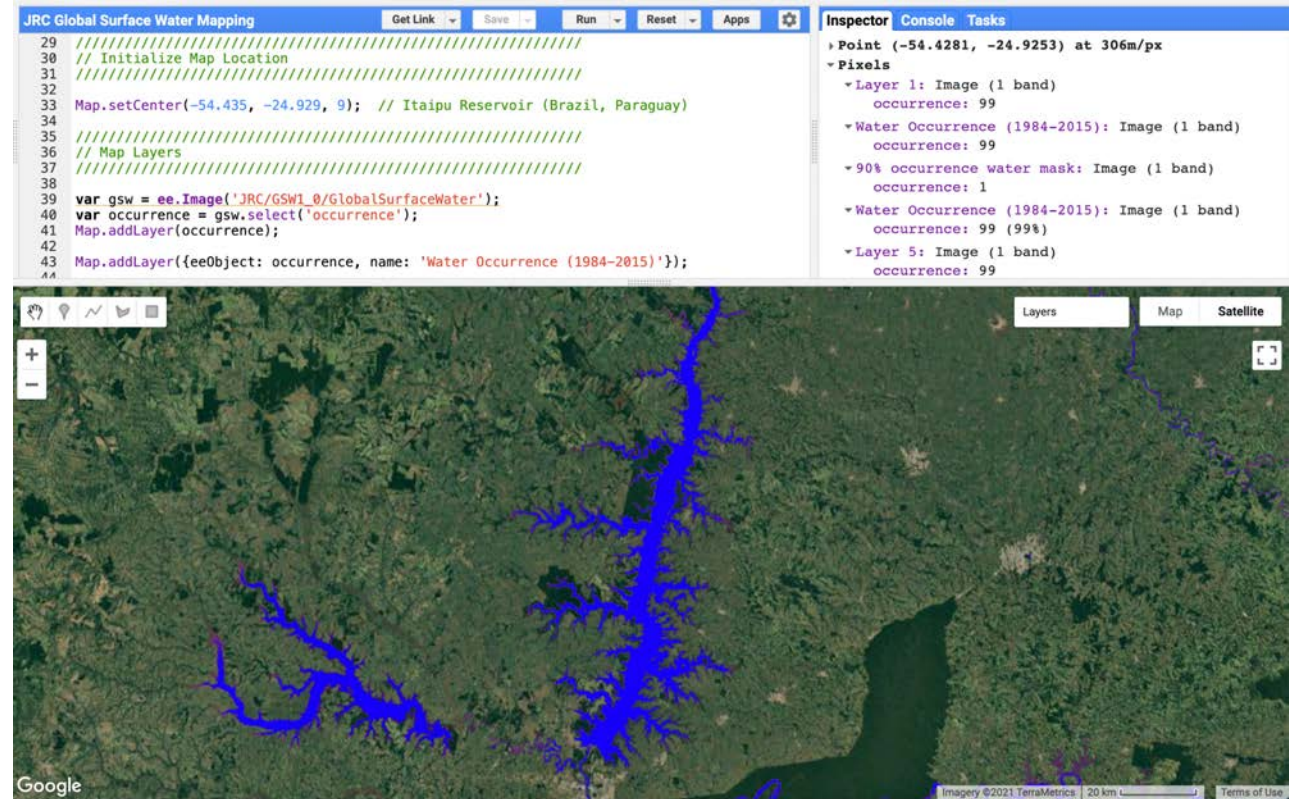 JRC Global Surface Water Mapping
Get Link Save Run Reset Apps
29 //////////////////////////////////////////////////////////////
30 // Initialize Map Location
31 //////////////////////////////////////////////////////////////
32
33 Map.setCenter(-54.435, -24.929, 9); // Itaipu Reservoir (Brazil, Paraguay)
34
35 //////////////////////////////////////////////////////////////
36 // Map Layers
37 //////////////////////////////////////////////////////////////
38
39 var gsw = ee.Image('JRC/GSW1_0/GlobalSurfaceWater');
40 var occurrence = gsw.select('occurrence');
41 Map.addLayer(occurrence);
42
43 Map.addLayer({eeObject: occurrence, name: 'Water Occurrence (1984-2015)'});
44
Inspector Console Tasks
Point (-54.4281, -24.9253) at 306m/px
Pixels
Layer 1: Image (1 band)
occurrence: 99
Water Occurrence (1984-2015): Image (1 band)
occurrence: 99
90% occurrence water mask: Image (1 band)
occurrence: 1
Water Occurrence (1984-2015): Image (1 band)
occurrence: 99 (99%)
Layer 5: Image (1 band)
occurrence: 99
Layers
Map Satellite
+
−
Google
Imagery ©2021 TerraMetrics 20 km Terms of Use